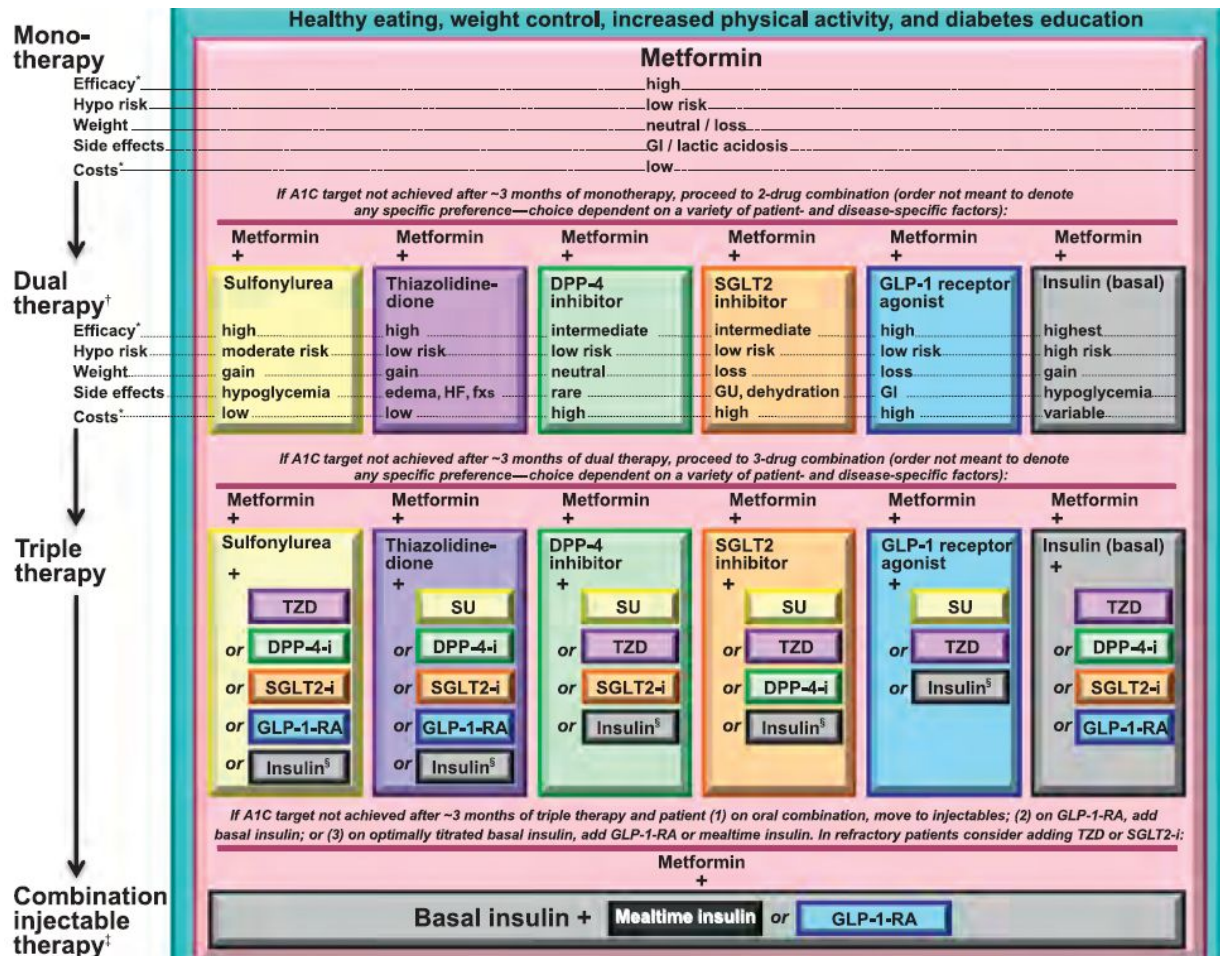 Healthy eating, weight control, increased physical activity, and diabetes education
Mono-
therapy
Metformin
Efficacy* high
Hypo risk low risk
Weight neutral / loss
Side effects GI / lactic acidosis
Costs* low
If A1C target not achieved after ~3 months of monotherapy, proceed to 2-drug combination (order not meant to denote
any specific preference—choice dependent on a variety of patient- and disease-specific factors):
Metformin Metformin Metformin Metformin Metformin Metformin
+ + + + + +
Dual
therapy†
Sulfonylurea Thiazolidine-
dione DPP-4
inhibitor SGLT2
inhibitor GLP-1 receptor
agonist Insulin (basal)
Efficacy* high high intermediate intermediate high highest
Hypo risk moderate risk low risk low risk low risk low risk high risk
Weight gain gain neutral loss loss gain
Side effects hypoglycemia edema, HF, fxs rare GU, dehydration GI hypoglycemia
Costs* low low high high high variable
If A1C target not achieved after ~3 months of dual therapy, proceed to 3-drug combination (order not meant to denote
any specific preference—choice dependent on a variety of patient- and disease-specific factors):
Metformin Metformin Metformin Metformin Metformin Metformin
+ + + + + +
Triple
therapy
Sulfonylurea
+
TZD
or DPP-4-i
or SGLT2-i
or GLP-1-RA
or Insulin§
Thiazolidine-
dione
+
SU
or DPP-4-i
or SGLT2-i
or GLP-1-RA
or Insulin§
DPP-4
inhibitor
+
SU
or TZD
or SGLT2-i
or Insulin§
SGLT2
inhibitor
+
SU
or TZD
or DPP-4-i
or Insulin§
GLP-1 receptor
agonist
+
SU
or TZD
or Insulin§
Insulin (basal)
+
TZD
or DPP-4-i
or SGLT2-i
or GLP-1-RA
If A1C target not achieved after ~3 months of triple therapy and patient (1) on oral combination, move to injectables; (2) on GLP-1-RA, add
basal insulin; or (3) on optimally titrated basal insulin, add GLP-1-RA or mealtime insulin. In refractory patients consider adding TZD or SGLT2-i:
Metformin
+
Combination
injectable
therapy‡
Basal insulin + Mealtime insulin or GLP-1-RA